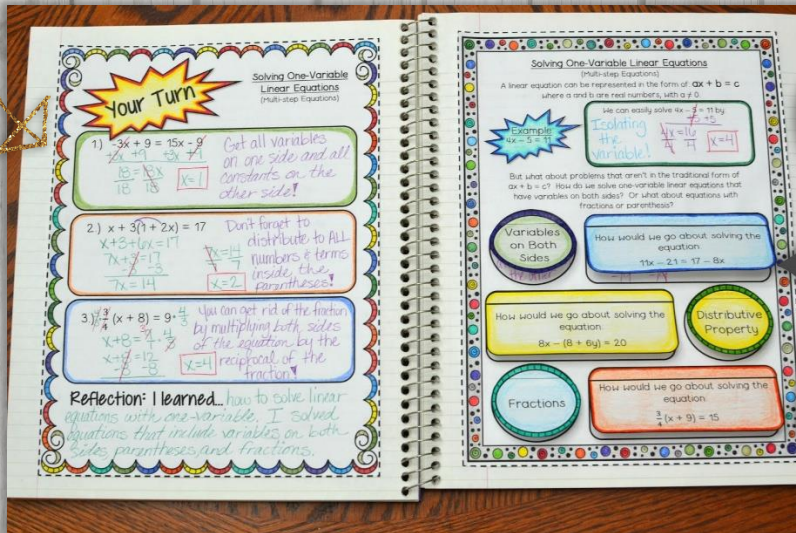 Your Turn
Solving One-Variable
Linear Equations
(Multi-step Equations)
1) -3x + 9 = 15x - 9
+3x +9 +3x +9
18 = 18x
18 18
x=1
Get all variables
on one side and all
constants on the
other side!
2.) x + 3(1 + 2x) = 17
x+3+6x=17
7x+3=17
-3 -3
7x = 14
7x=14
7 7
x=2
Don't forget to
distribute to ALL
numbers & terms
inside the
parentheses!
3.) 4/3 · 3/4 (x + 8) = 9 · 4/3
x+8=
x+8=12
-8 -8
x=4
You can get rid of the fraction
by multiplying both sides
of the equation by the
reciprocal of the
fraction!
Reflection: I learned... how to solve linear
equations with one-variable. I solved
equations that include variables on both
sides, parentheses, and fractions.
Solving One-Variable Linear Equations
(Multi-step Equations)
A linear equation can be represented in the form of ax + b = c
where a and b are real numbers, with a ≠ 0.
Example
4x - 5 = 11
We can easily solve 4x - 5 = 11 by
+5 +5
Isolating
the
variable!
4x = 16
4 4
x=4
But what about problems that aren't in the traditional form of
ax + b = c? How do we solve one-variable linear equations that
have variables on both sides? Or what about equations with
fractions or parenthesis?
Variables
on Both
Sides
How would we go about solving the
equation:
11x - 21 = 17 - 8x
How would we go about solving the
equation:
8x - (8 + 6y) = 20
Distributive
Property
Fractions
How would we go about solving the
equation:
3/4 (x + 9) = 15